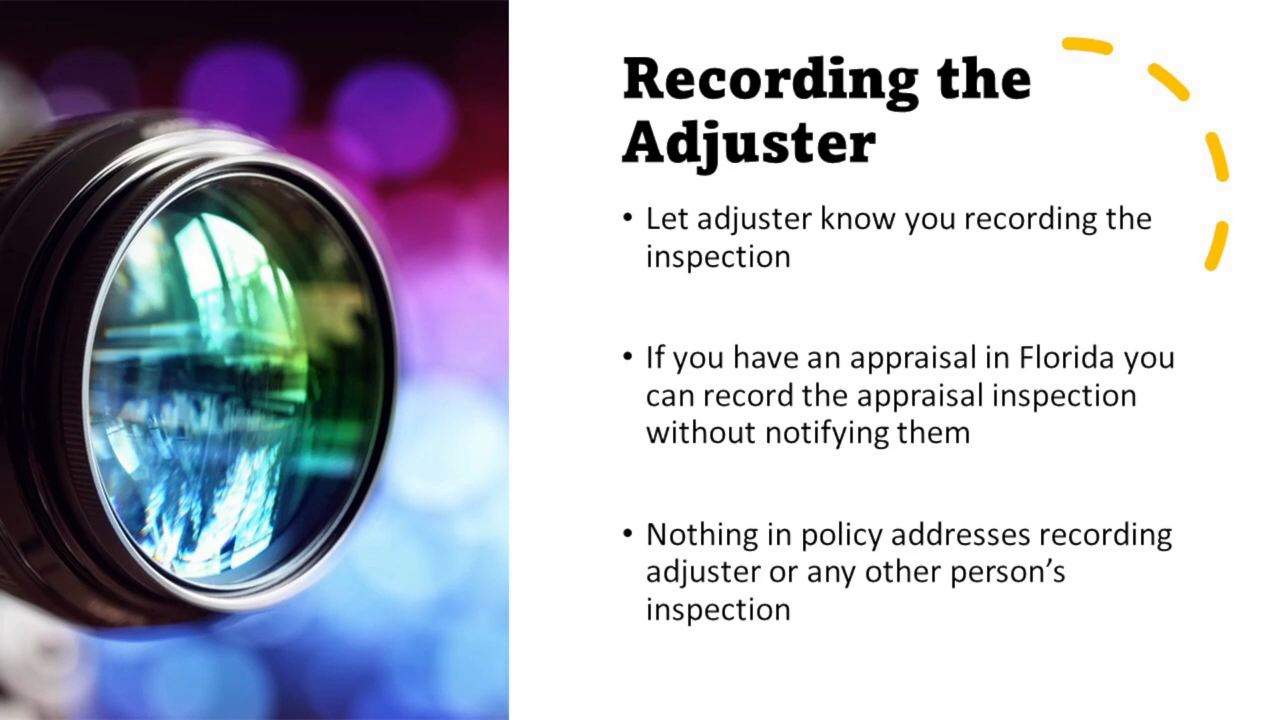 Recording the
Adjuster
• Let adjuster know you recording the
inspection
• If you have an appraisal in Florida you
can record the appraisal inspection
without notifying them
• Nothing in policy addresses recording
adjuster or any other person’s
inspection